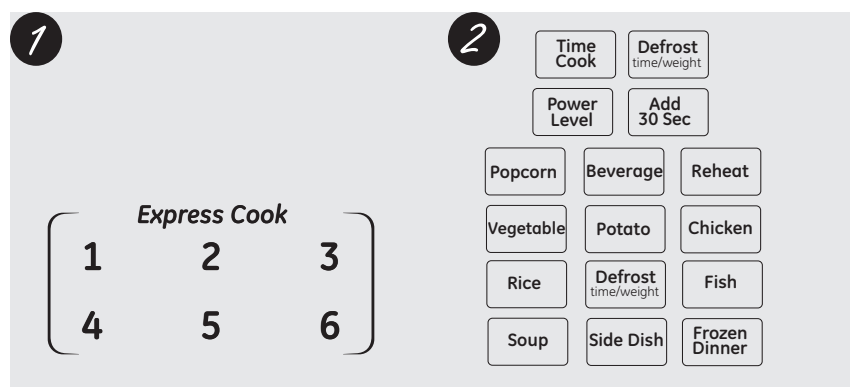 1
Express Cook
1 2 3
4 5 6
2
Time
Cook
Defrost
time/weight
Power
Level
Add
30 Sec
Popcorn
Beverage
Reheat
Vegetable
Potato
Chicken
Rice
Defrost
time/weight
Fish
Soup
Side Dish
Frozen
Dinner